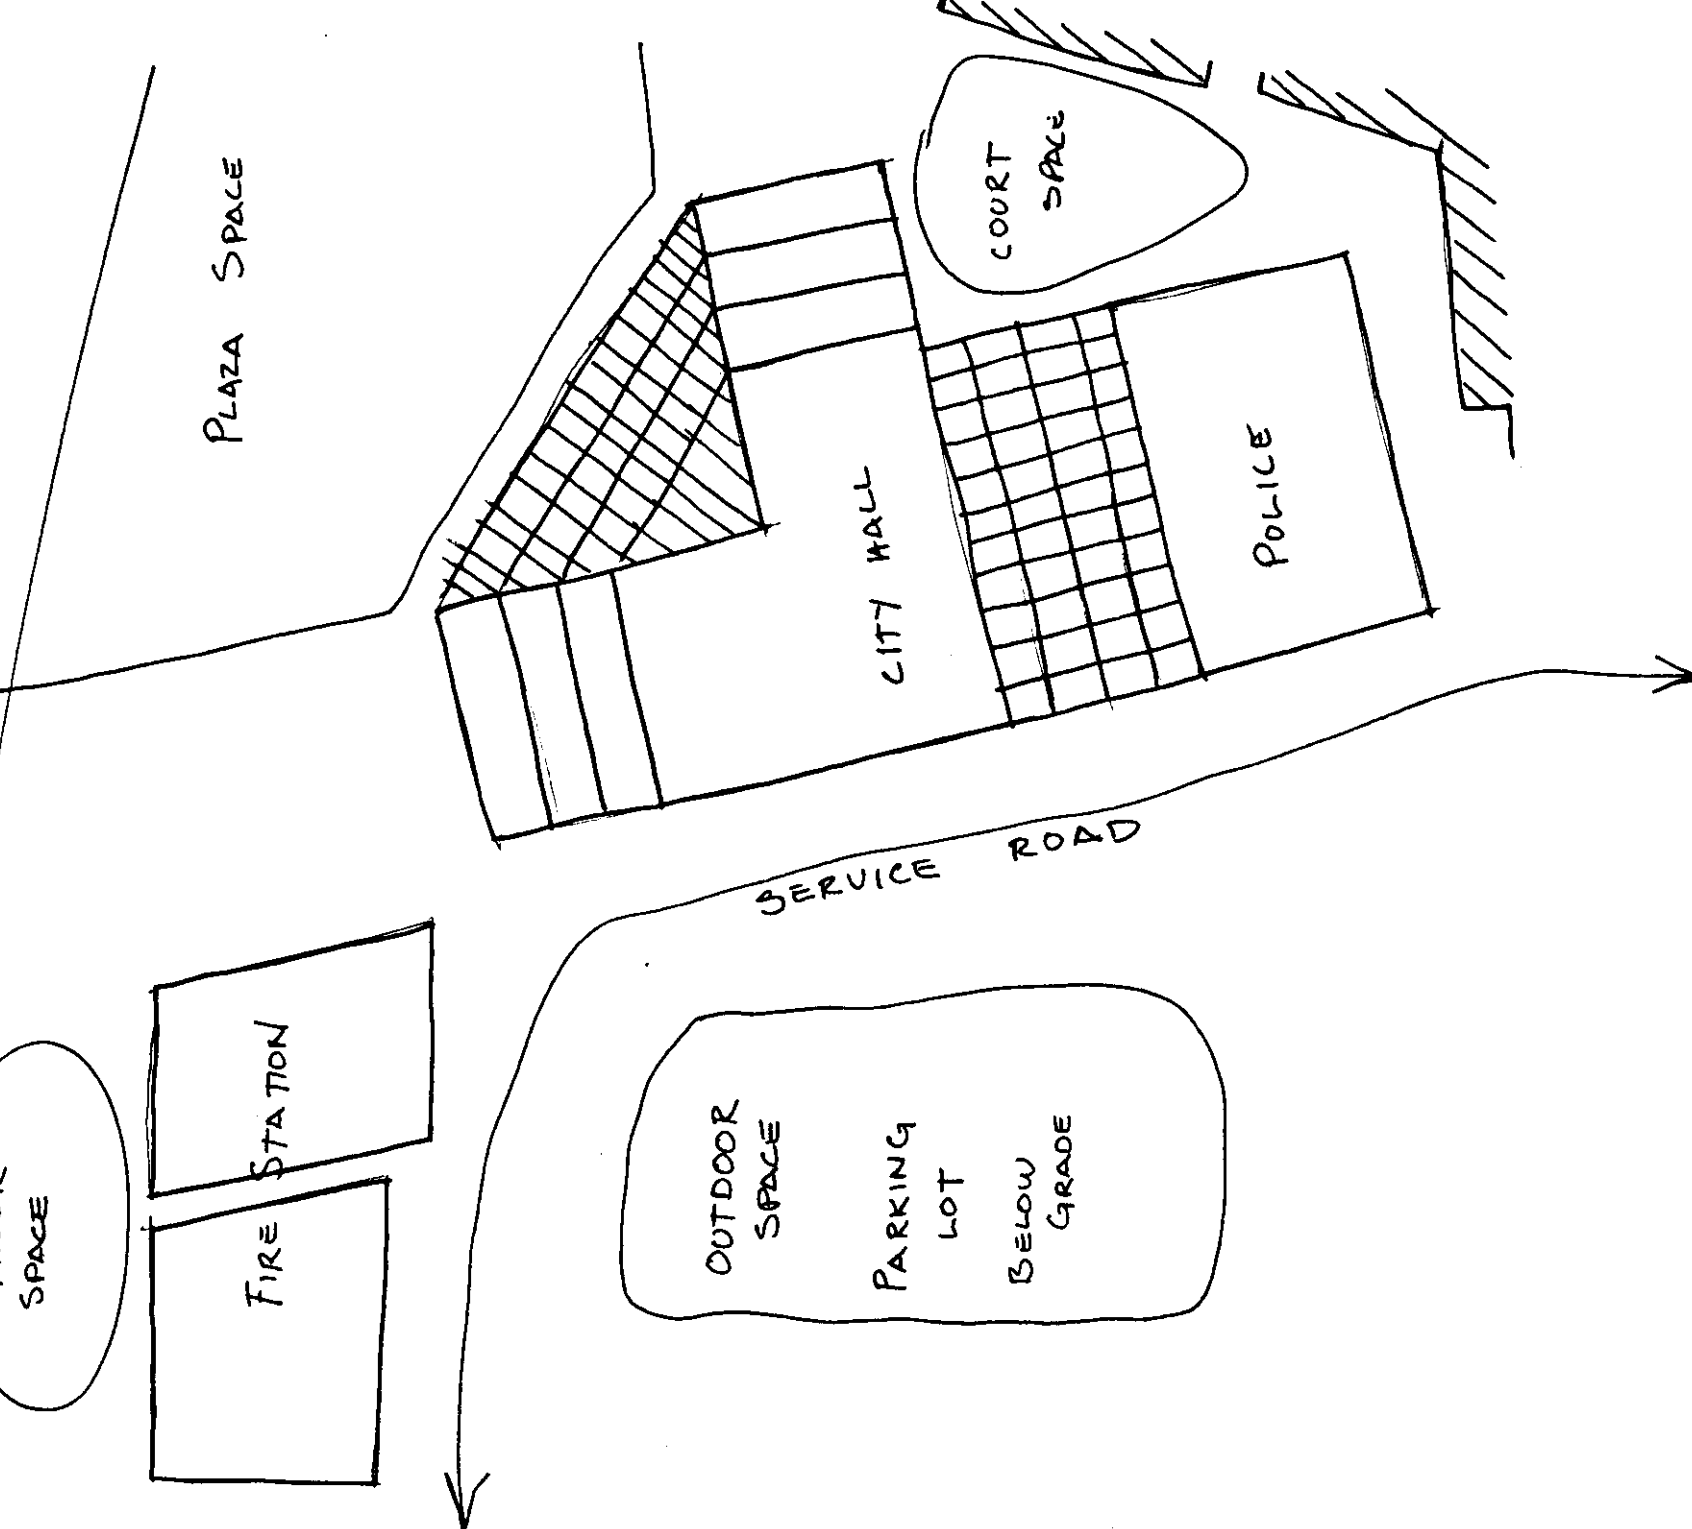 PLAZA SPACE
COURT
SPACE
CITY HALL
POLICE
SERVICE ROAD
FIRE STATION
SPACE
OUTDOOR
SPACE
PARKING
LOT
BELOW
GRADE